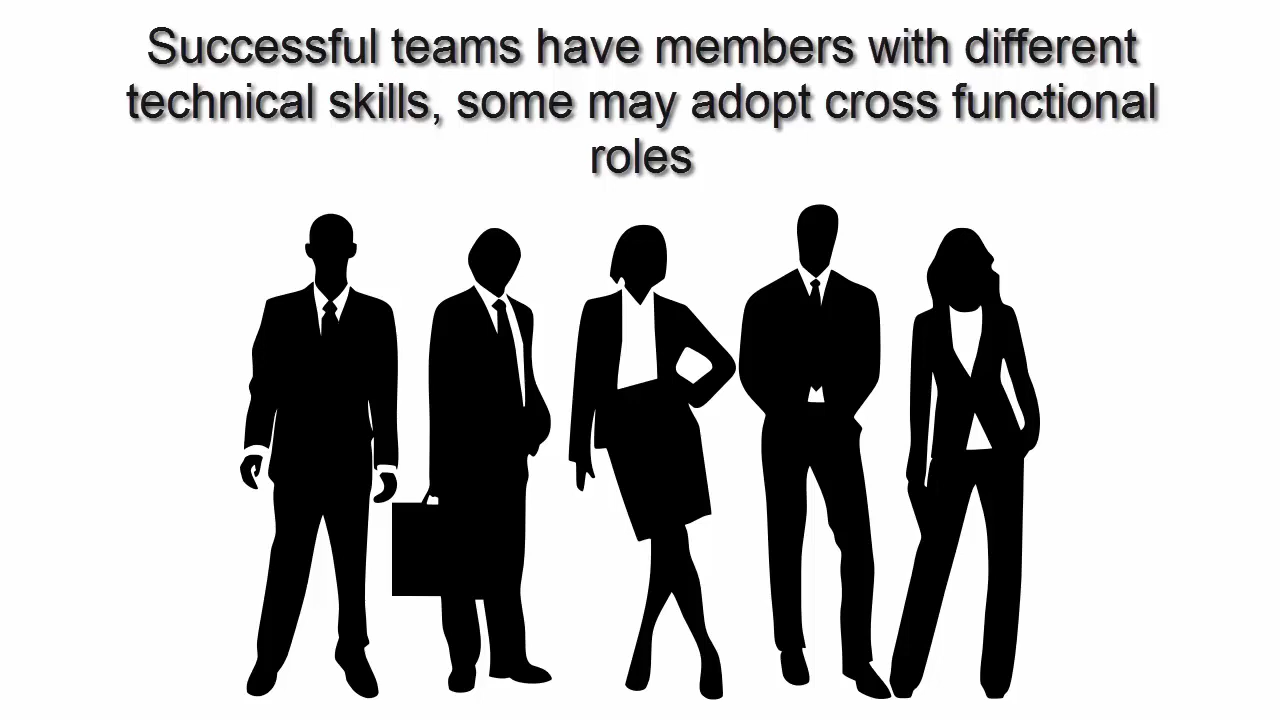 Successful teams have members with different
technical skills, some may adopt cross functional
roles